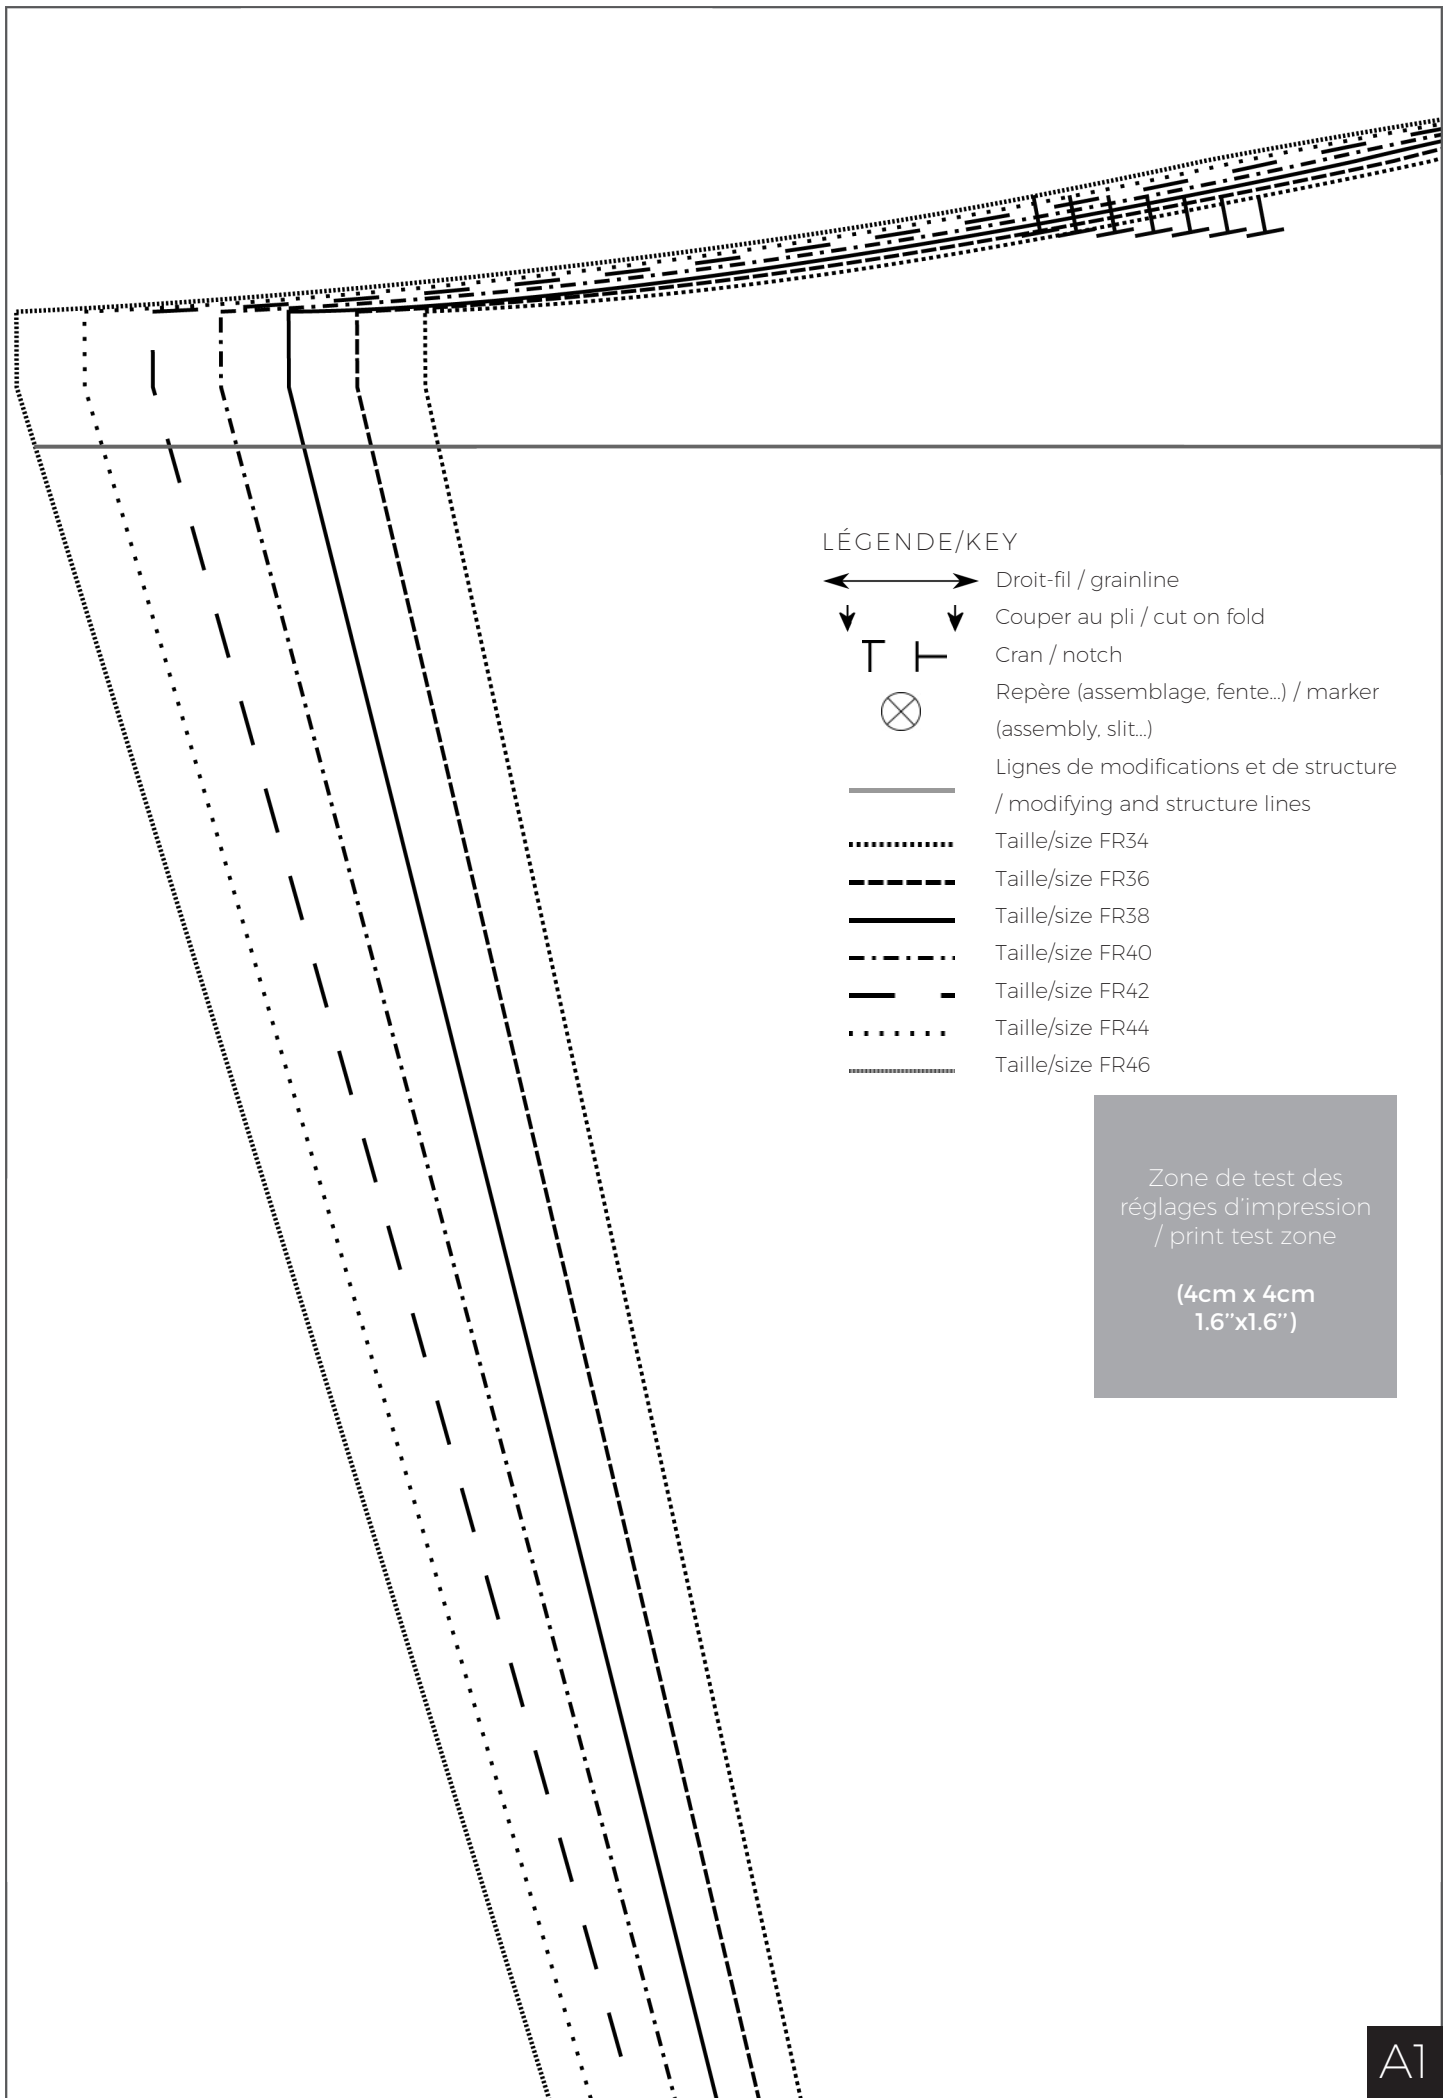 LÉGENDE/KEY
Droit-fil / grainline
Couper au pli / cut on fold
Cran / notch
Repère (assemblage, fente...) / marker
(assembly, slit...)
Lignes de modifications et de structure
/ modifying and structure lines
Taille/size FR34
Taille/size FR36
Taille/size FR38
Taille/size FR40
Taille/size FR42
Taille/size FR44
Taille/size FR46
Zone de test des
réglages d'impression
/ print test zone
(4cm x 4cm
1.6’’x1.6’’)
A1